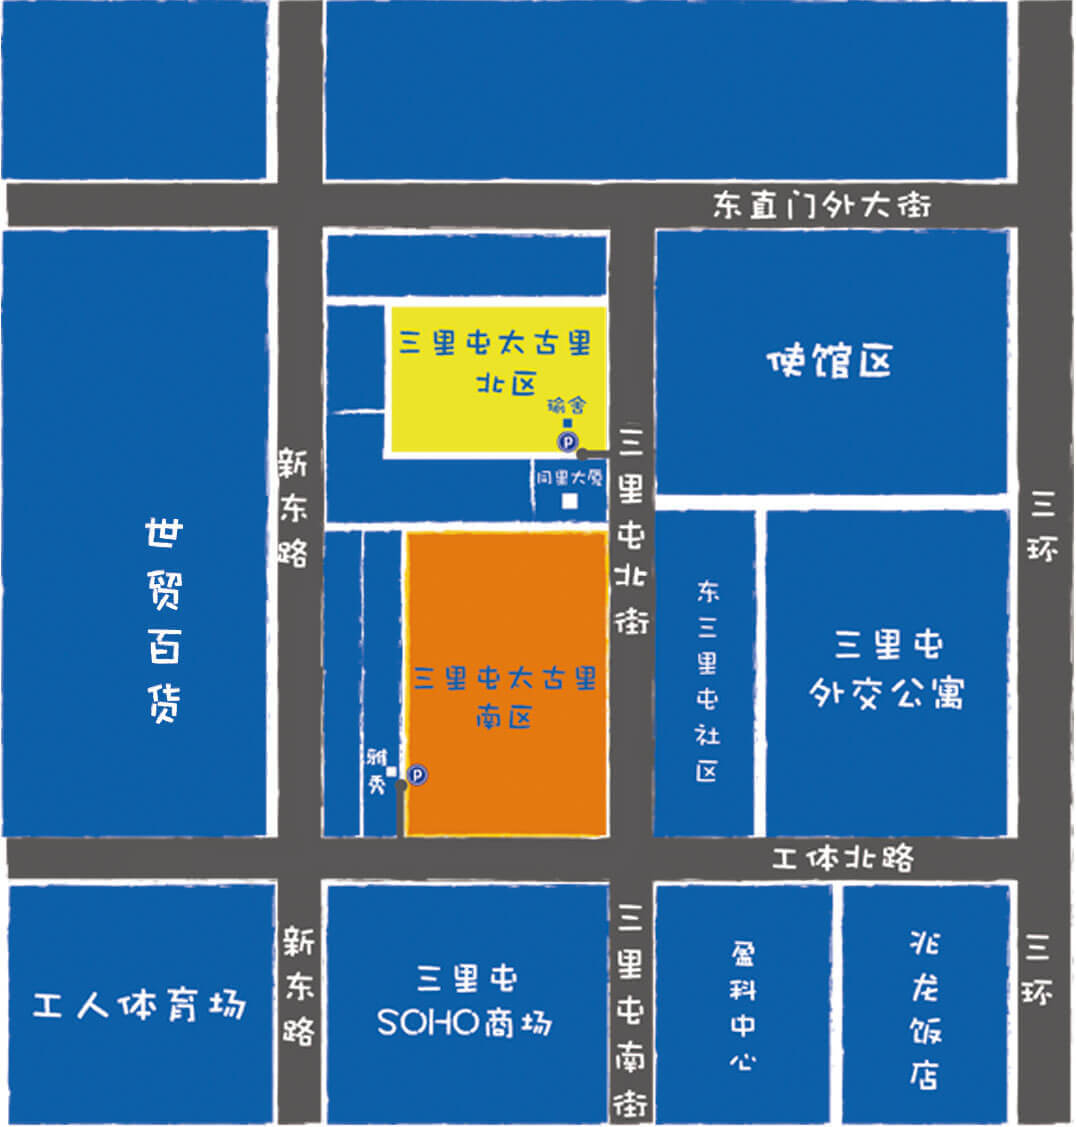 东直门外大街
三里屯太古里
北区
瑜舍
P
同里大厦
使馆区
三里屯北街
新东路
三环
世贸百货
东三里屯社区
三里屯
外交公寓
三里屯太古里
南区
雅秀
P
工体北路
工人体育场
新东路
三里屯
SOHO商场
三里屯南街
盈科中心
兆龙饭店
三环